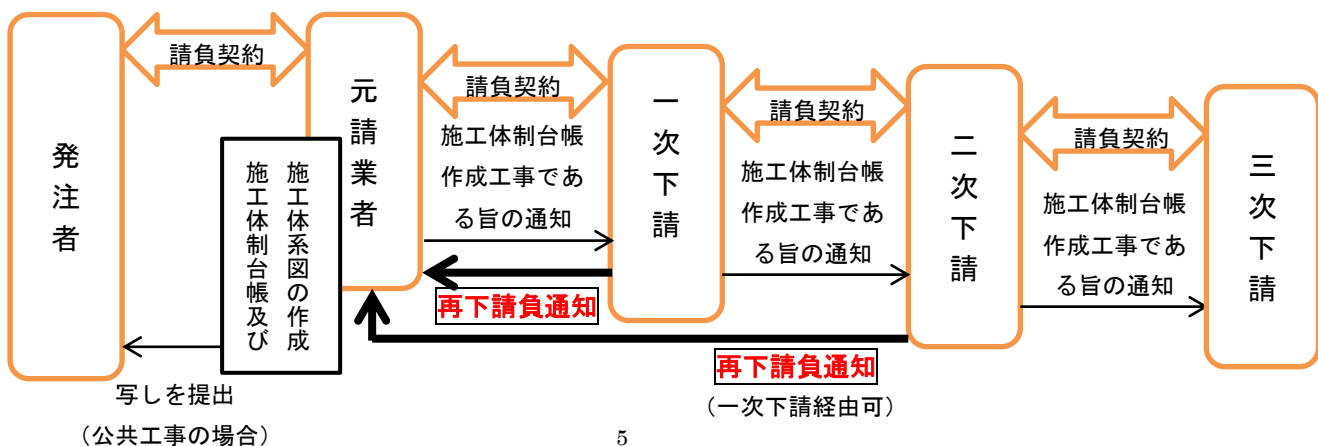 発注者
請負契約
元請業者
施工体制台帳及び
施工体系図の作成
写しを提出
（公共工事の場合）
請負契約
施工体制台帳
作成工事であ
る旨の通知
再下請負通知
一次下請
請負契約
施工体制台帳
作成工事であ
る旨の通知
再下請負通知
（一次下請経由可）
二次下請
請負契約
施工体制台帳
作成工事であ
る旨の通知
三次下請
5